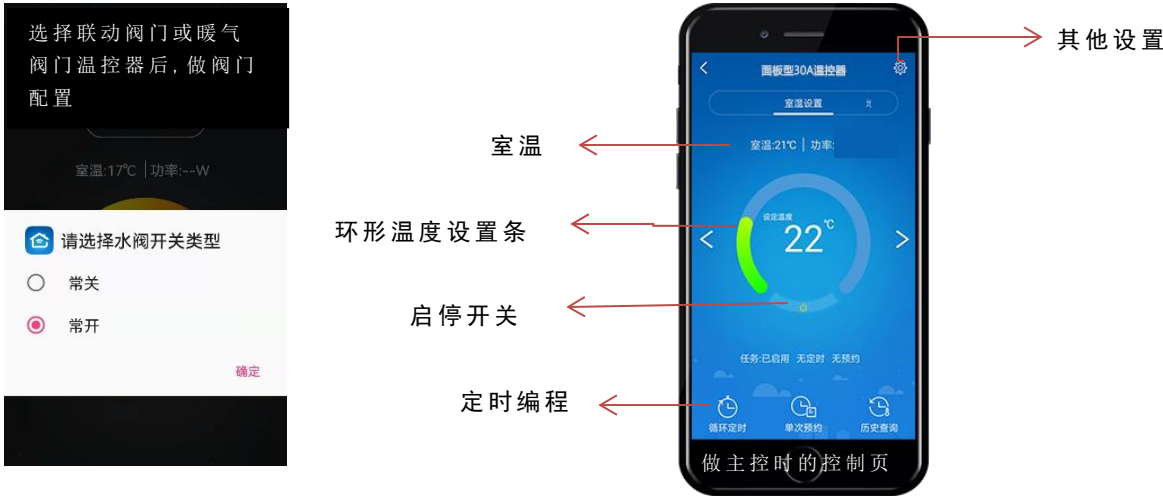 选择联动阀门或暖气
阀门温控器后,做阀门
配置
室温:17℃ | 功率:--W
请选择水阀开关类型
常关
常开
确定
室温
环形温度设置条
启停开关
定时编程
其他设置
面板型30A温控器
室温设置
室温:21℃ | 功率:
设定温度
22℃
任务:已启用 无定时 无预约
循环定时
单次预约
历史查询
做主控时的控制页